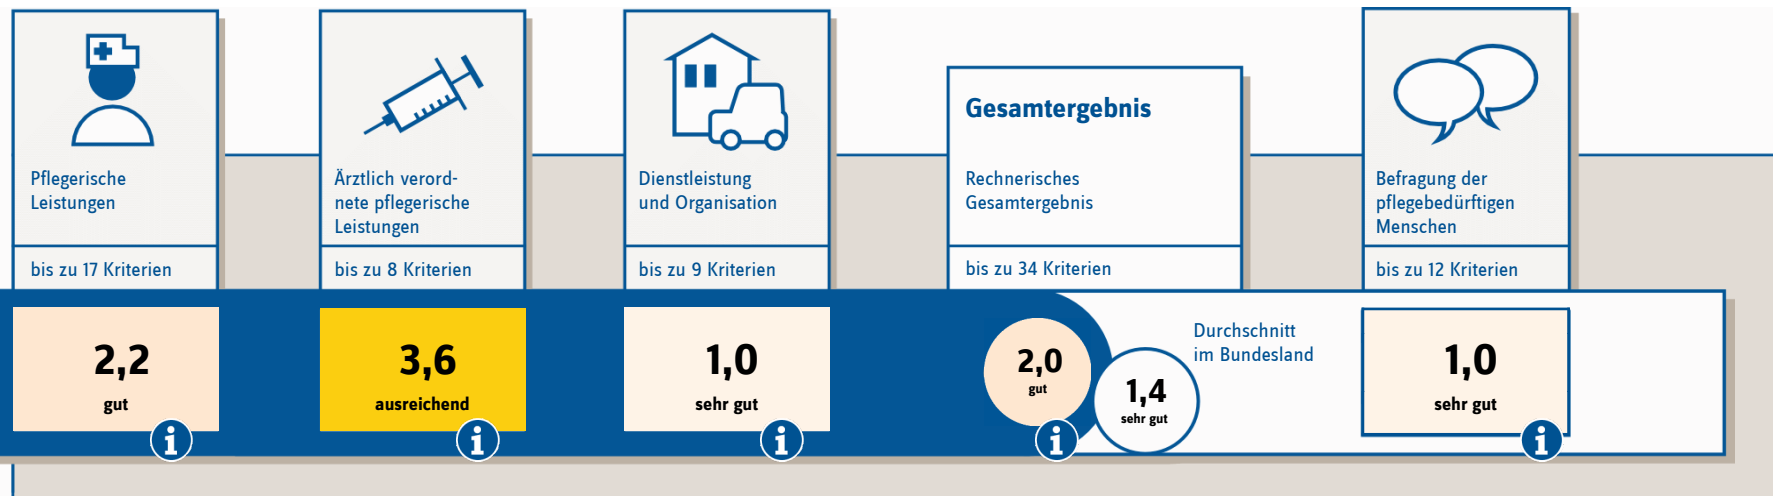 Pflegerische
Leistungen
bis zu 17 Kriterien
2,2
gut
i
Ärztlich verord-
nete pflegerische
Leistungen
bis zu 8 Kriterien
3,6
ausreichend
i
Dienstleistung
und Organisation
bis zu 9 Kriterien
1,0
sehr gut
i
Gesamtergebnis
Rechnerisches
Gesamtergebnis
bis zu 34 Kriterien
2,0
gut
i
Durchschnitt
im Bundesland
1,4
sehr gut
Befragung der
pflegebedürftigen
Menschen
bis zu 12 Kriterien
1,0
sehr gut
i